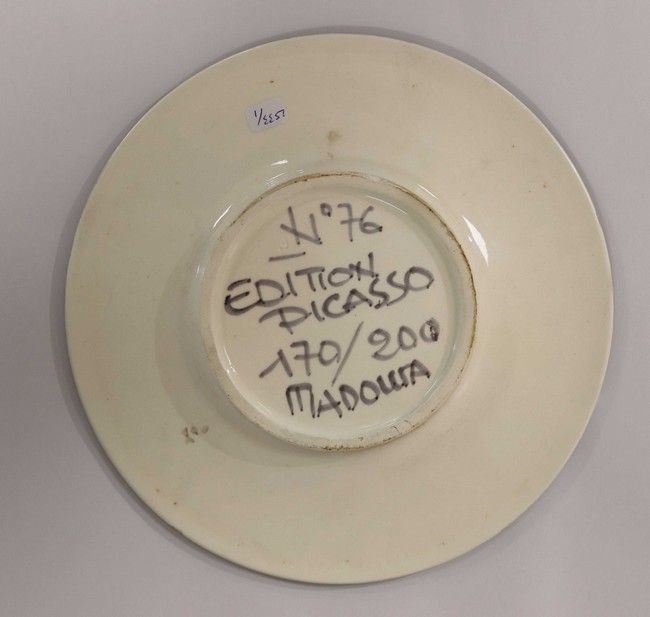 N° 76
EDITION
PICASSO
170/200
MADOURA